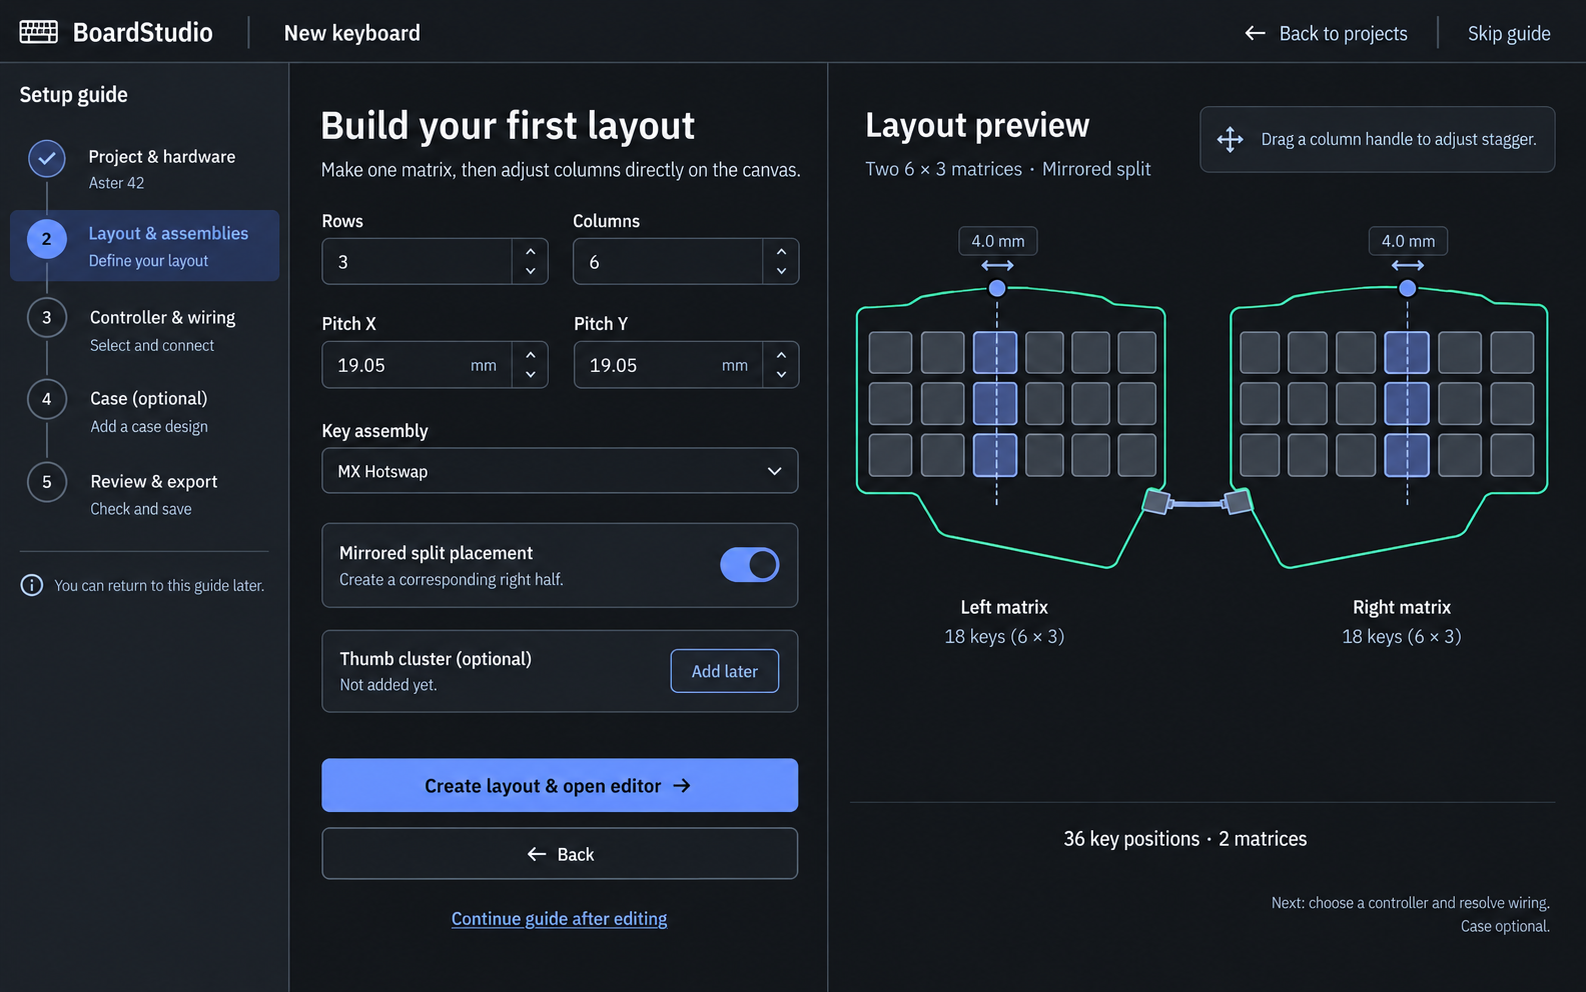 BoardStudio
New keyboard
Back to projects
Skip guide
Setup guide
Project & hardware
Aster 42
2
Layout & assemblies
Define your layout
3
Controller & wiring
Select and connect
4
Case (optional)
Add a case design
5
Review & export
Check and save
You can return to this guide later.
Build your first layout
Make one matrix, then adjust columns directly on the canvas.
Rows
Columns
3
6
Pitch X
Pitch Y
19.05 mm
19.05 mm
Key assembly
MX Hotswap
Mirrored split placement
Create a corresponding right half.
Thumb cluster (optional)
Not added yet.
Add later
Create layout & open editor
Back
Continue guide after editing
Layout preview
Two 6 × 3 matrices · Mirrored split
Drag a column handle to adjust stagger.
4.0 mm
4.0 mm
Left matrix
18 keys (6 × 3)
Right matrix
18 keys (6 × 3)
36 key positions · 2 matrices
Next: choose a controller and resolve wiring.
Case optional.